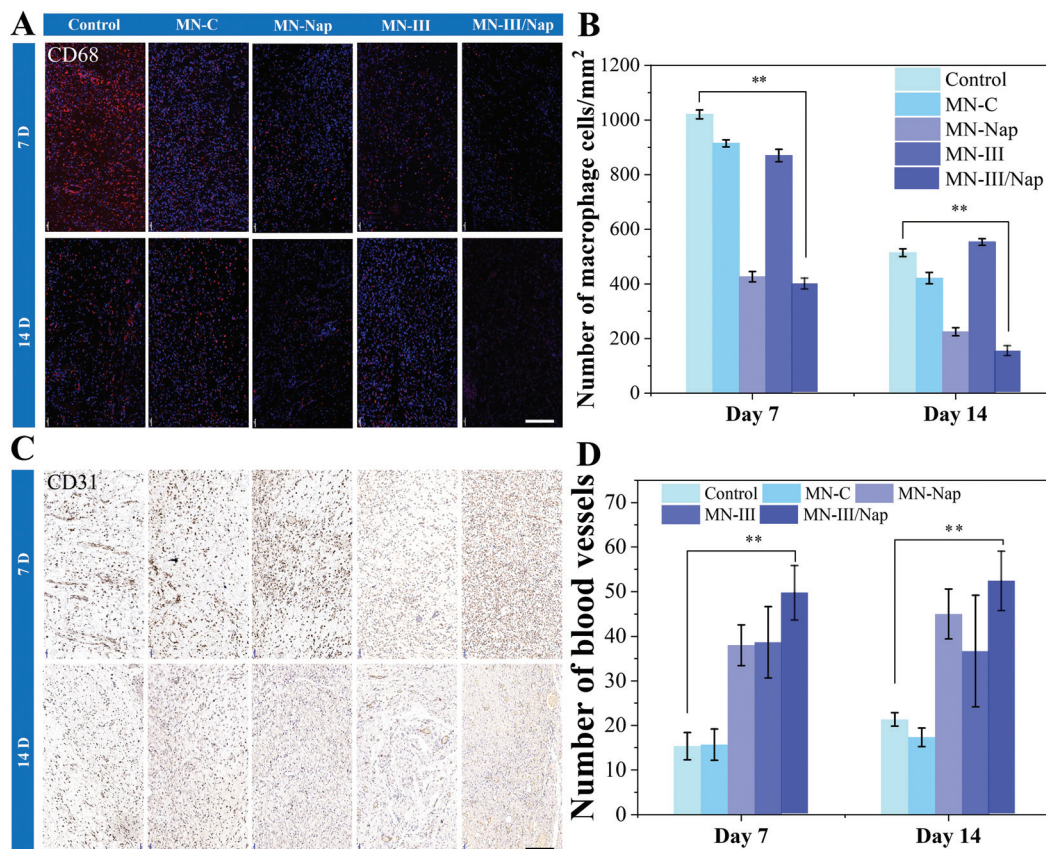 A
Control MN-C MN-Nap MN-III MN-III/Nap
CD68
7 D
14 D
B
Number of macrophage cells/mm²
1200
1000
800
600
400
200
0
**
**
Control
MN-C
MN-Nap
MN-III
MN-III/Nap
Day 7 Day 14
C
CD31
7 D
14 D
D
Number of blood vessels
70
60
50
40
30
20
10
0
Control MN-C MN-Nap
MN-III MN-III/Nap
** **
Day 7 Day 14